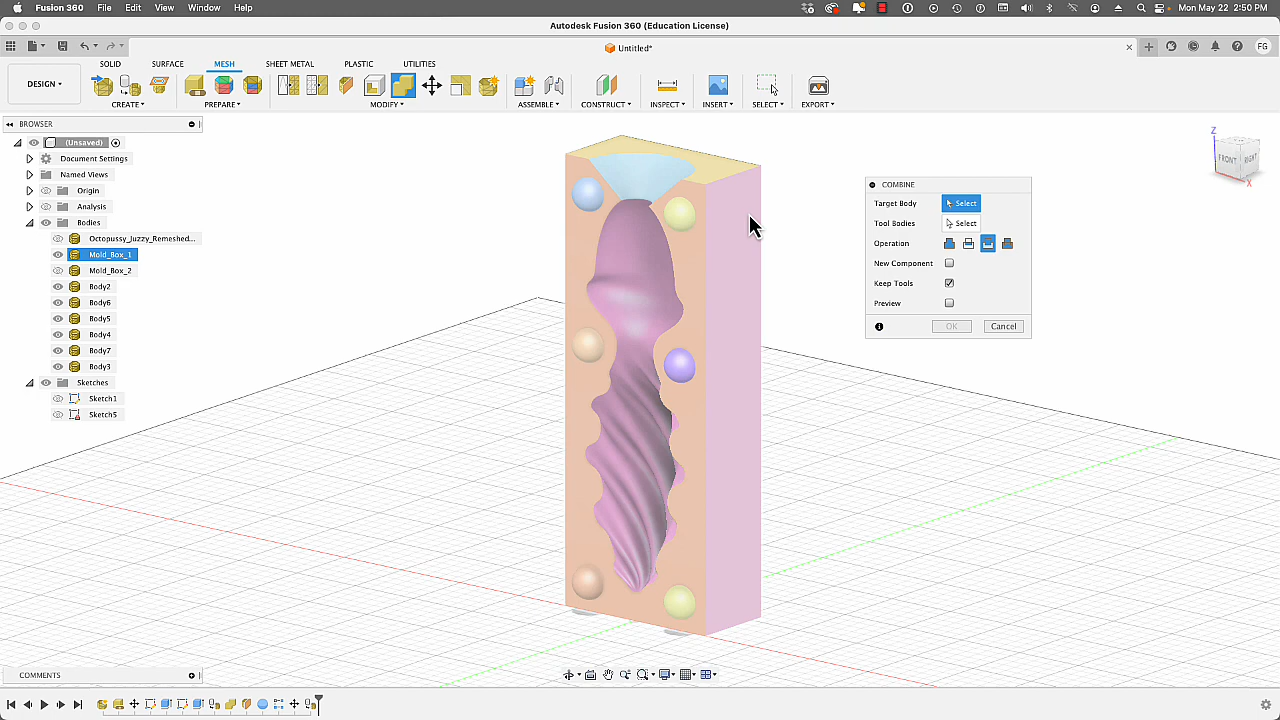 Fusion 360 File Edit View Window Help Mon May 22 2:50 PM
Autodesk Fusion 360 (Education License)
Untitled*
FG
SOLID SURFACE MESH SHEET METAL PLASTIC UTILITIES
DESIGN
CREATE PREPARE MODIFY ASSEMBLE CONSTRUCT INSPECT INSERT SELECT EXPORT
BROWSER
(Unsaved)
Document Settings
Named Views
Origin
Analysis
Bodies
Octopussy_Juzzy_Remeshed...
Mold_Box_1
Mold_Box_2
Body2
Body6
Body5
Body4
Body7
Body3
Sketches
Sketch1
Sketch5
Z
FRONT
RIGHT
X
COMBINE
Target Body Select
Tool Bodies Select
Operation
New Component
Keep Tools
Preview
OK Cancel
COMMENTS